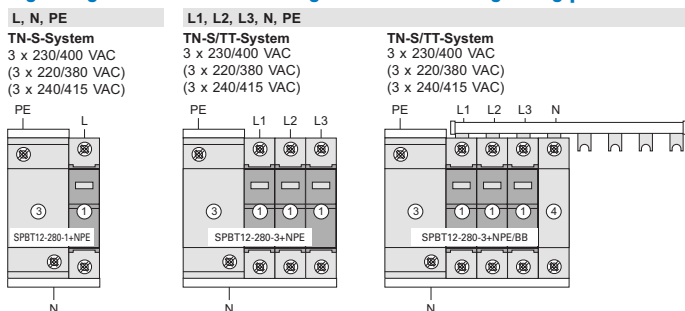 L, N, PE
TN-S-System
3 x 230/400 VAC
(3 x 220/380 VAC)
(3 x 240/415 VAC)
PE
L
3
1
SPBT12-280-1+NPE
N
L1, L2, L3, N, PE
TN-S/TT-System
3 x 230/400 VAC
(3 x 220/380 VAC)
(3 x 240/415 VAC)
PE
L1 L2 L3
3
1 1 1
SPBT12-280-3+NPE
N
TN-S/TT-System
3 x 230/400 VAC
(3 x 220/380 VAC)
(3 x 240/415 VAC)
PE
L1 L2 L3 N
3
1 1 1 4
SPBT12-280-3+NPE/BB
N